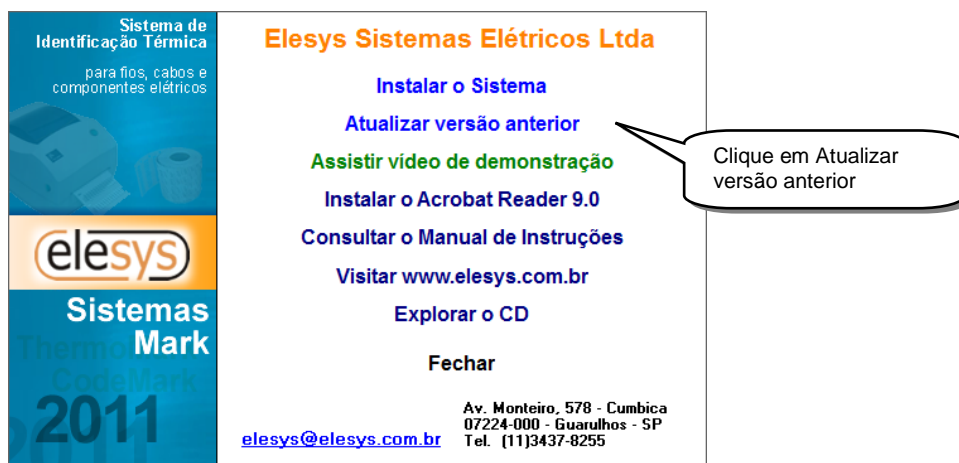 Sistema de
Identificação Térmica
para fios, cabos e
componentes elétricos
elesys
Sistemas
Mark
ThermoMark
CodeMark
2011
Elesys Sistemas Elétricos Ltda
Instalar o Sistema
Atualizar versão anterior
Assistir vídeo de demonstração
Instalar o Acrobat Reader 9.0
Consultar o Manual de Instruções
Visitar www.elesys.com.br
Explorar o CD
Fechar
elesys@elesys.com.br
Av. Monteiro, 578 - Cumbica
07224-000 - Guarulhos - SP
Tel. (11)3437-8255
Clique em Atualizar
versão anterior